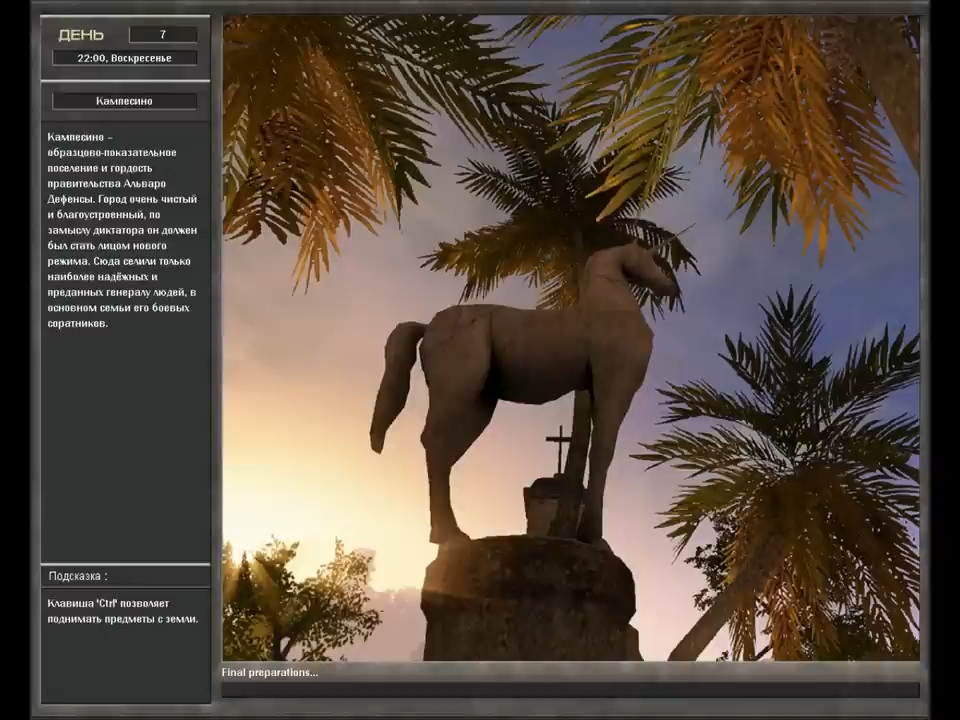 ДЕНЬ 7
22:00, Воскресенье
Кампесино
Кампесино –
образцово-показательное
поселение и гордость
правительства Альваро
Дефенсы. Город очень чистый
и благоустроенный, по
замыслу диктатора он должен
был стать лицом нового
режима. Сюда селили только
наиболее надёжных и
преданных генералу людей, в
основном семьи его боевых
соратников.
Подсказка :
Клавиша 'Ctrl' позволяет
поднимать предметы с земли.
Final preparations...